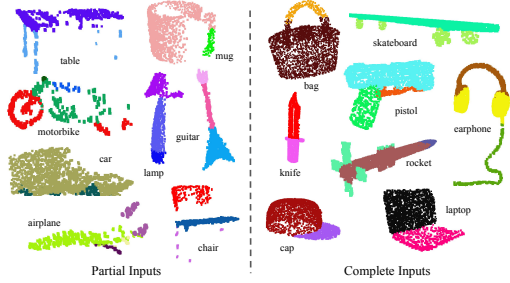 table
mug
motorbike
guitar
car
lamp
airplane
chair
Partial Inputs
skateboard
bag
pistol
earphone
knife
rocket
cap
laptop
Complete Inputs